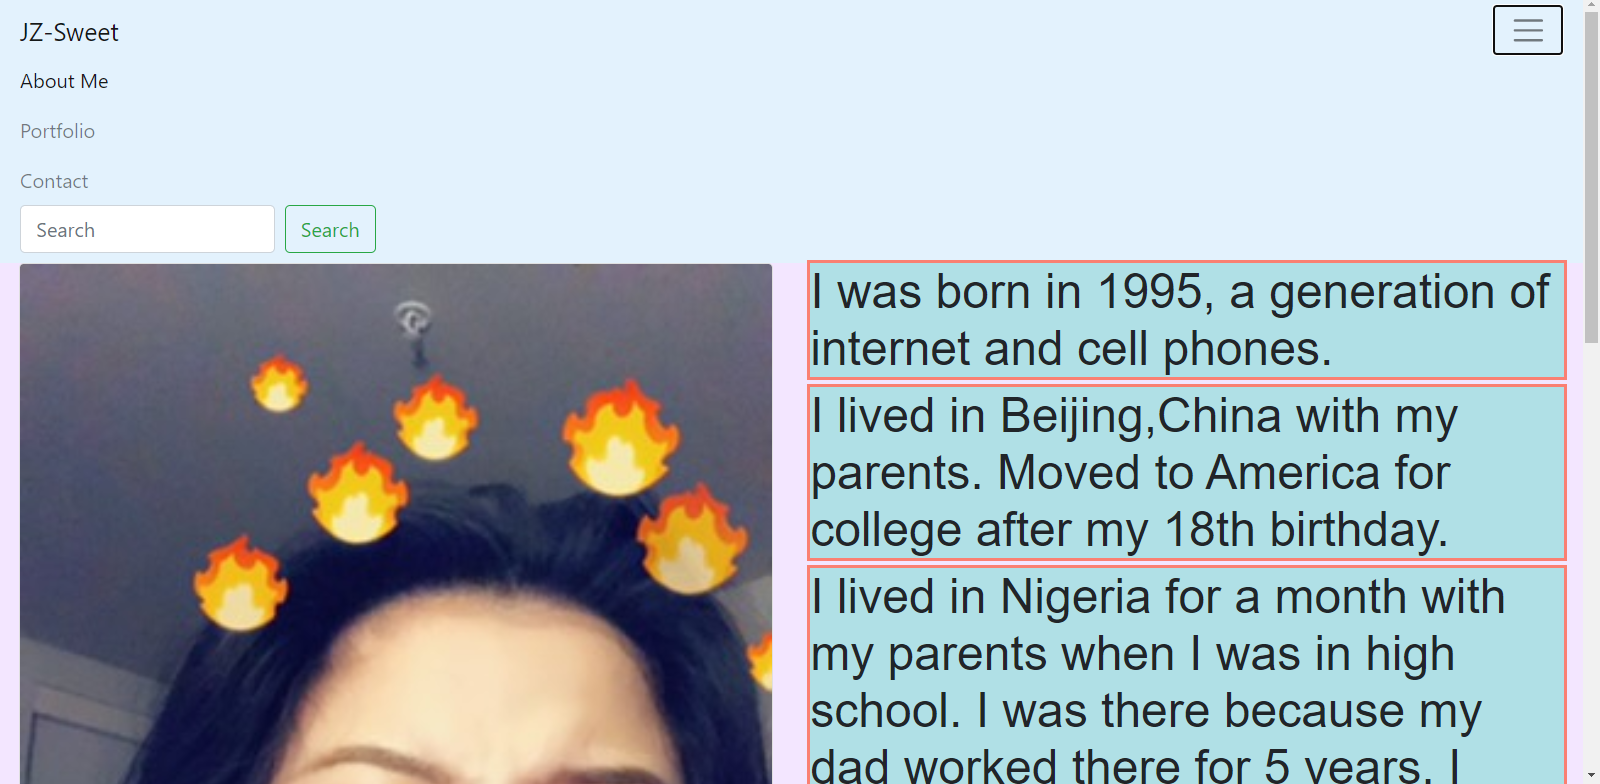 JZ-Sweet
About Me
Portfolio
Contact
Search
Search
I was born in 1995, a generation of
internet and cell phones.
I lived in Beijing,China with my
parents. Moved to America for
college after my 18th birthday.
I lived in Nigeria for a month with
my parents when I was in high
school. I was there because my
dad worked there for 5 years. I